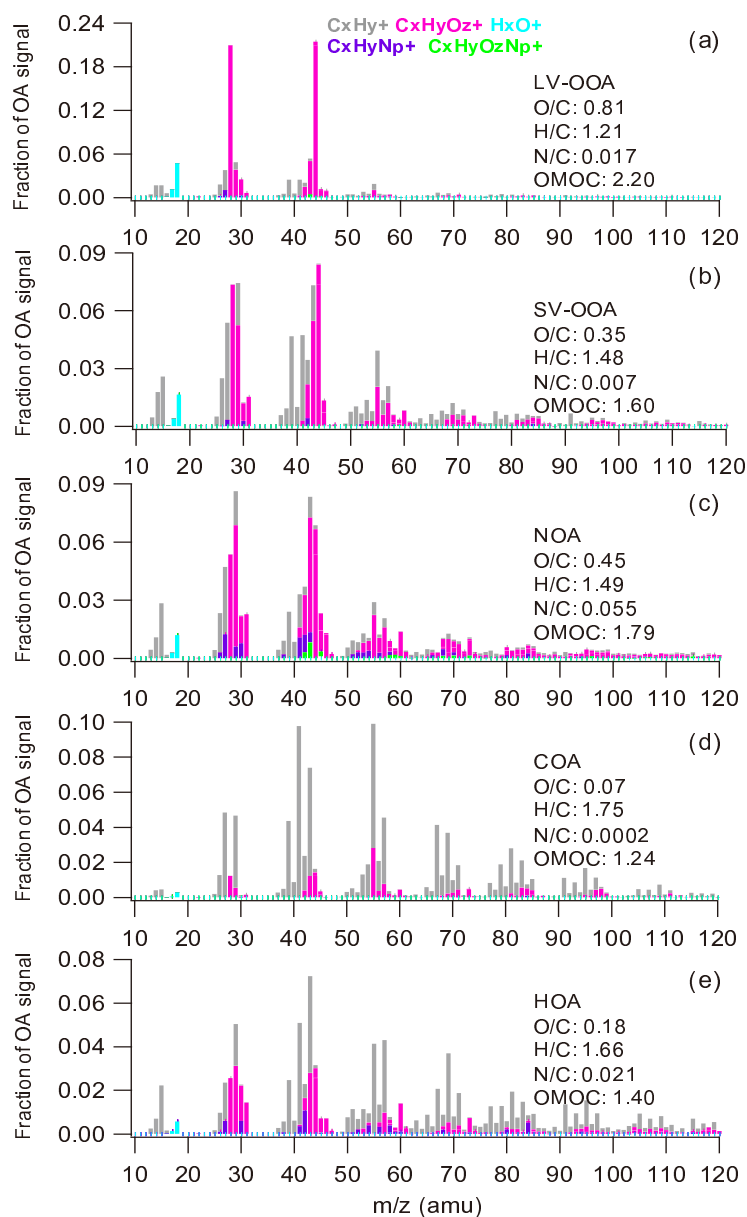 CxHy+ CxHyOz+ HxO+
CxHyNp+ CxHyOzNp+
(a)
Fraction of OA signal
0.24
0.18
0.12
0.06
0.00
LV-OOA
O/C: 0.81
H/C: 1.21
N/C: 0.017
OMOC: 2.20
10 20 30 40 50 60 70 80 90 100 110 120
(b)
Fraction of OA signal
0.09
0.06
0.03
0.00
SV-OOA
O/C: 0.35
H/C: 1.48
N/C: 0.007
OMOC: 1.60
10 20 30 40 50 60 70 80 90 100 110 120
(c)
Fraction of OA signal
0.09
0.06
0.03
0.00
NOA
O/C: 0.45
H/C: 1.49
N/C: 0.055
OMOC: 1.79
10 20 30 40 50 60 70 80 90 100 110 120
(d)
Fraction of OA signal
0.10
0.08
0.06
0.04
0.02
0.00
COA
O/C: 0.07
H/C: 1.75
N/C: 0.0002
OMOC: 1.24
10 20 30 40 50 60 70 80 90 100 110 120
(e)
Fraction of OA signal
0.08
0.06
0.04
0.02
0.00
HOA
O/C: 0.18
H/C: 1.66
N/C: 0.021
OMOC: 1.40
10 20 30 40 50 60 70 80 90 100 110 120
m/z (amu)